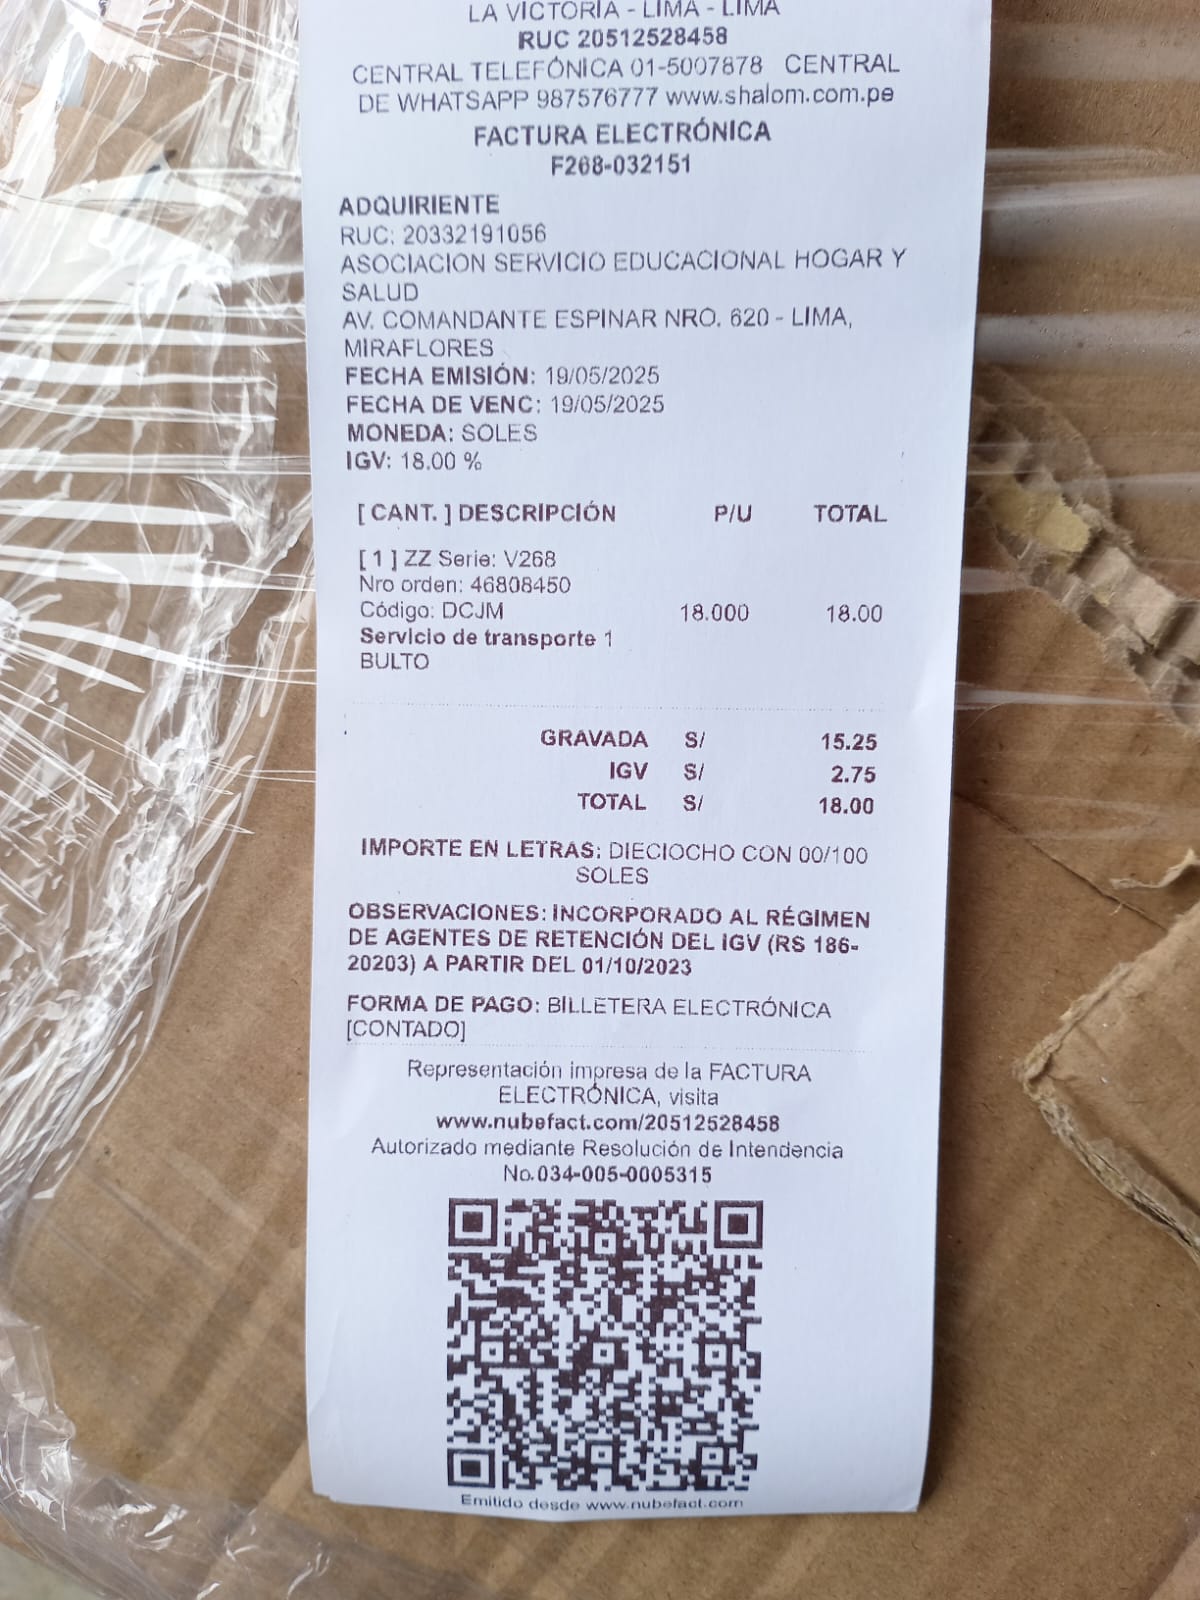 LA VICTORIA - LIMA - LIMA
RUC 20512528458
CENTRAL TELEFÓNICA 01-5007878 CENTRAL
DE WHATSAPP 987576777 www.shalom.com.pe
FACTURA ELECTRÓNICA
F268-032151
ADQUIRIENTE
RUC: 20332191056
ASOCIACION SERVICIO EDUCACIONAL HOGAR Y
SALUD
AV. COMANDANTE ESPINAR NRO. 620 - LIMA,
MIRAFLORES
FECHA EMISIÓN: 19/05/2025
FECHA DE VENC: 19/05/2025
MONEDA: SOLES
IGV: 18.00 %
[ CANT. ] DESCRIPCIÓN P/U TOTAL
[ 1 ] ZZ Serie: V268
Nro orden: 46808450
Código: DCJM 18.000 18.00
Servicio de transporte 1
BULTO
GRAVADA S/ 15.25
IGV S/ 2.75
TOTAL S/ 18.00
IMPORTE EN LETRAS: DIECIOCHO CON 00/100
SOLES
OBSERVACIONES: INCORPORADO AL RÉGIMEN
DE AGENTES DE RETENCIÓN DEL IGV (RS 186-
20203) A PARTIR DEL 01/10/2023
FORMA DE PAGO: BILLETERA ELECTRÓNICA
[CONTADO]
Representación impresa de la FACTURA
ELECTRÓNICA, visita
www.nubefact.com/20512528458
Autorizado mediante Resolución de Intendencia
No.034-005-0005315
Emitido desde www.nubefact.com